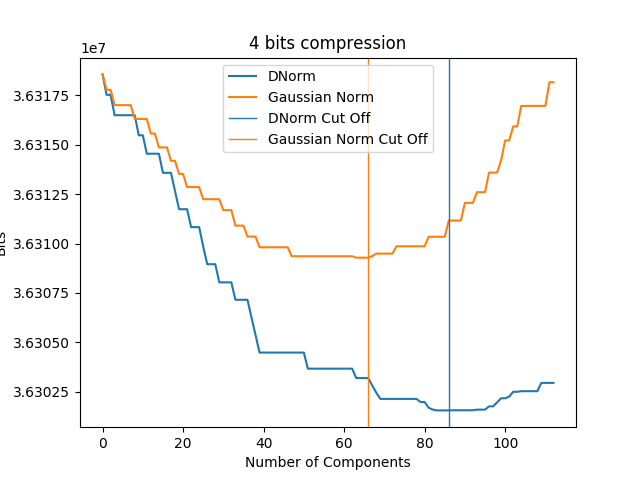 4 bits compression
1e7
DNorm
Gaussian Norm
DNorm Cut Off
Gaussian Norm Cut Off
3.63175
3.63150
3.63125
3.63100
3.63075
3.63050
3.63025
Bits
0 20 40 60 80 100
Number of Components